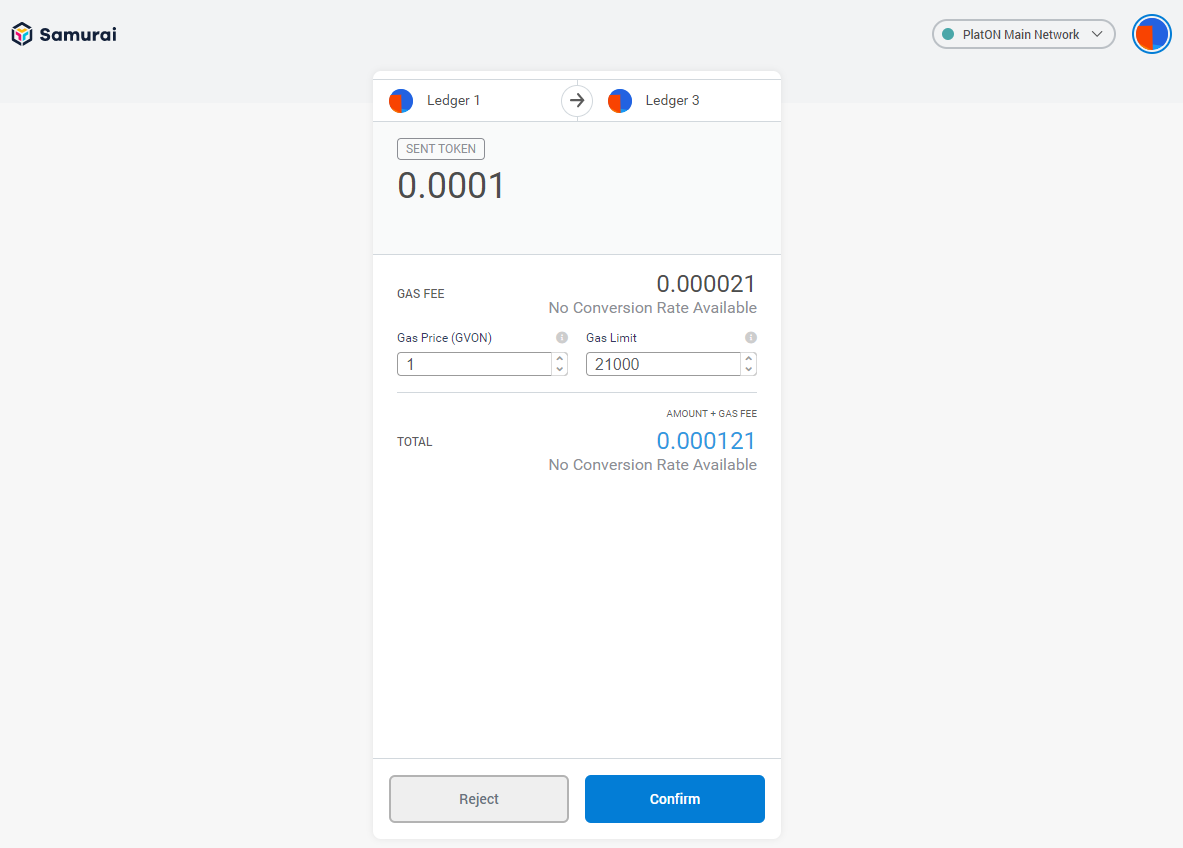 Samurai
PlatON Main Network
Ledger 1
Ledger 3
SENT TOKEN
0.0001
GAS FEE
0.000021
No Conversion Rate Available
Gas Price (GVON)
Gas Limit
1
21000
AMOUNT + GAS FEE
TOTAL
0.000121
No Conversion Rate Available
Reject
Confirm